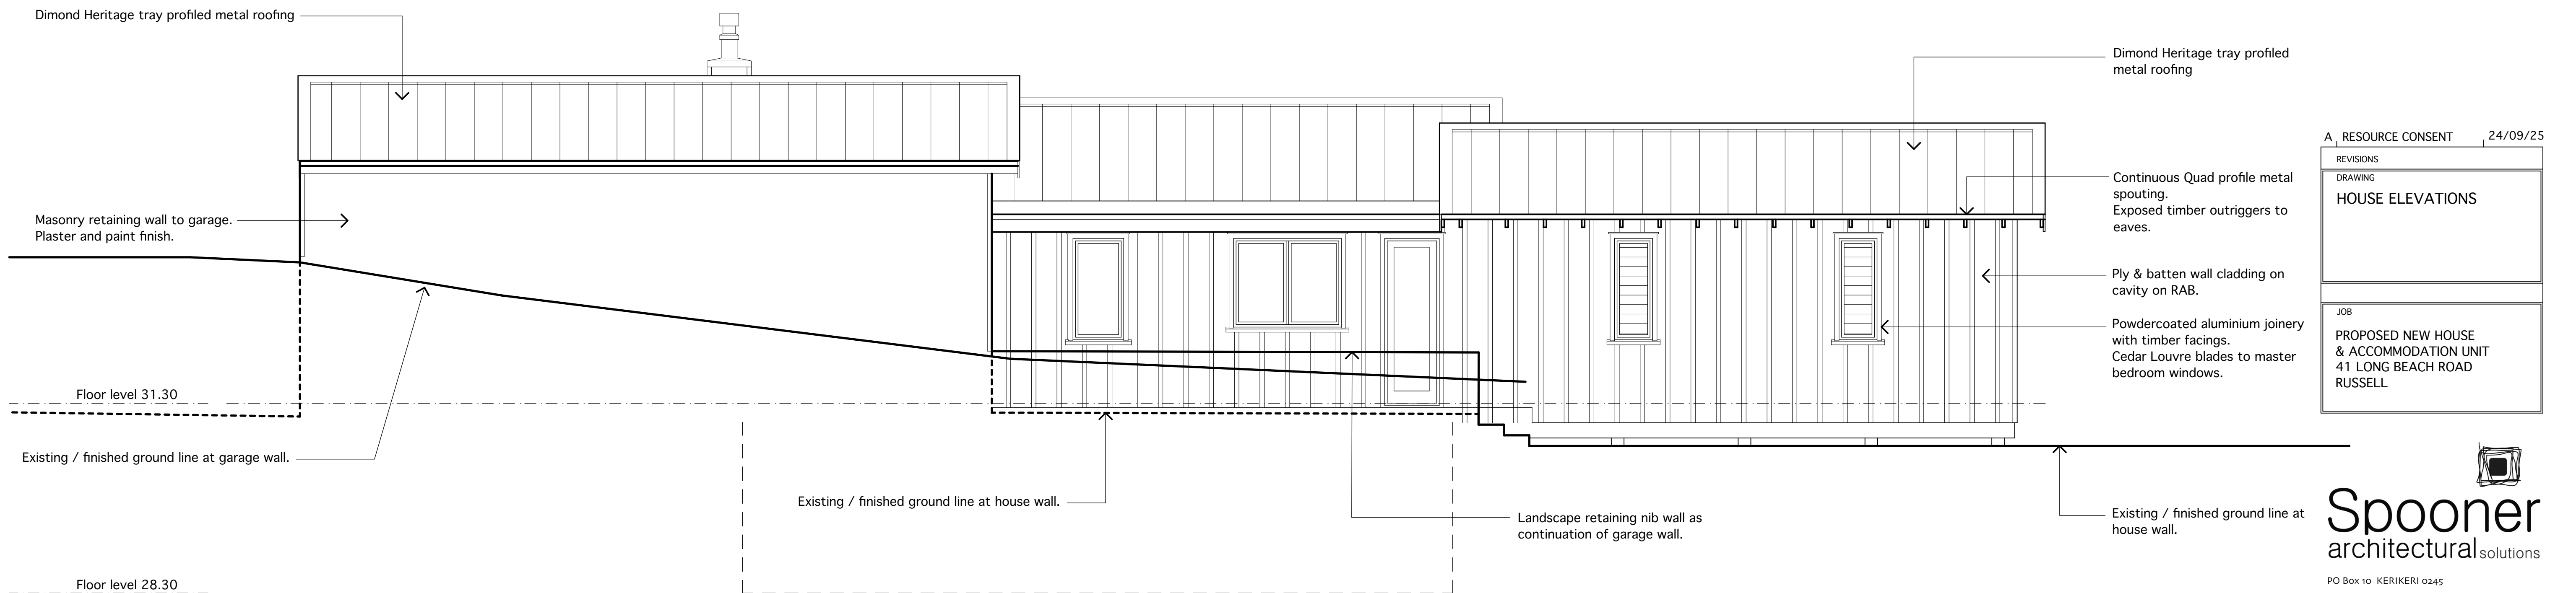 Dimond Heritage tray profiled metal roofing
Masonry retaining wall to garage.
Plaster and paint finish.
Floor level 31.30
Existing / finished ground line at garage wall.
Floor level 28.30
Existing / finished ground line at house wall.
Landscape retaining nib wall as
continuation of garage wall.
Dimond Heritage tray profiled
metal roofing
Continuous Quad profile metal
spouting.
Exposed timber outriggers to
eaves.
Ply & batten wall cladding on
cavity on RAB.
Powdercoated aluminium joinery
with timber facings.
Cedar Louvre blades to master
bedroom windows.
Existing / finished ground line at
house wall.
A RESOURCE CONSENT 24/09/25
REVISIONS
DRAWING
HOUSE ELEVATIONS
JOB
PROPOSED NEW HOUSE
& ACCOMMODATION UNIT
41 LONG BEACH ROAD
RUSSELL
Spooner
architectural solutions
PO Box 10 KERIKERI 0245